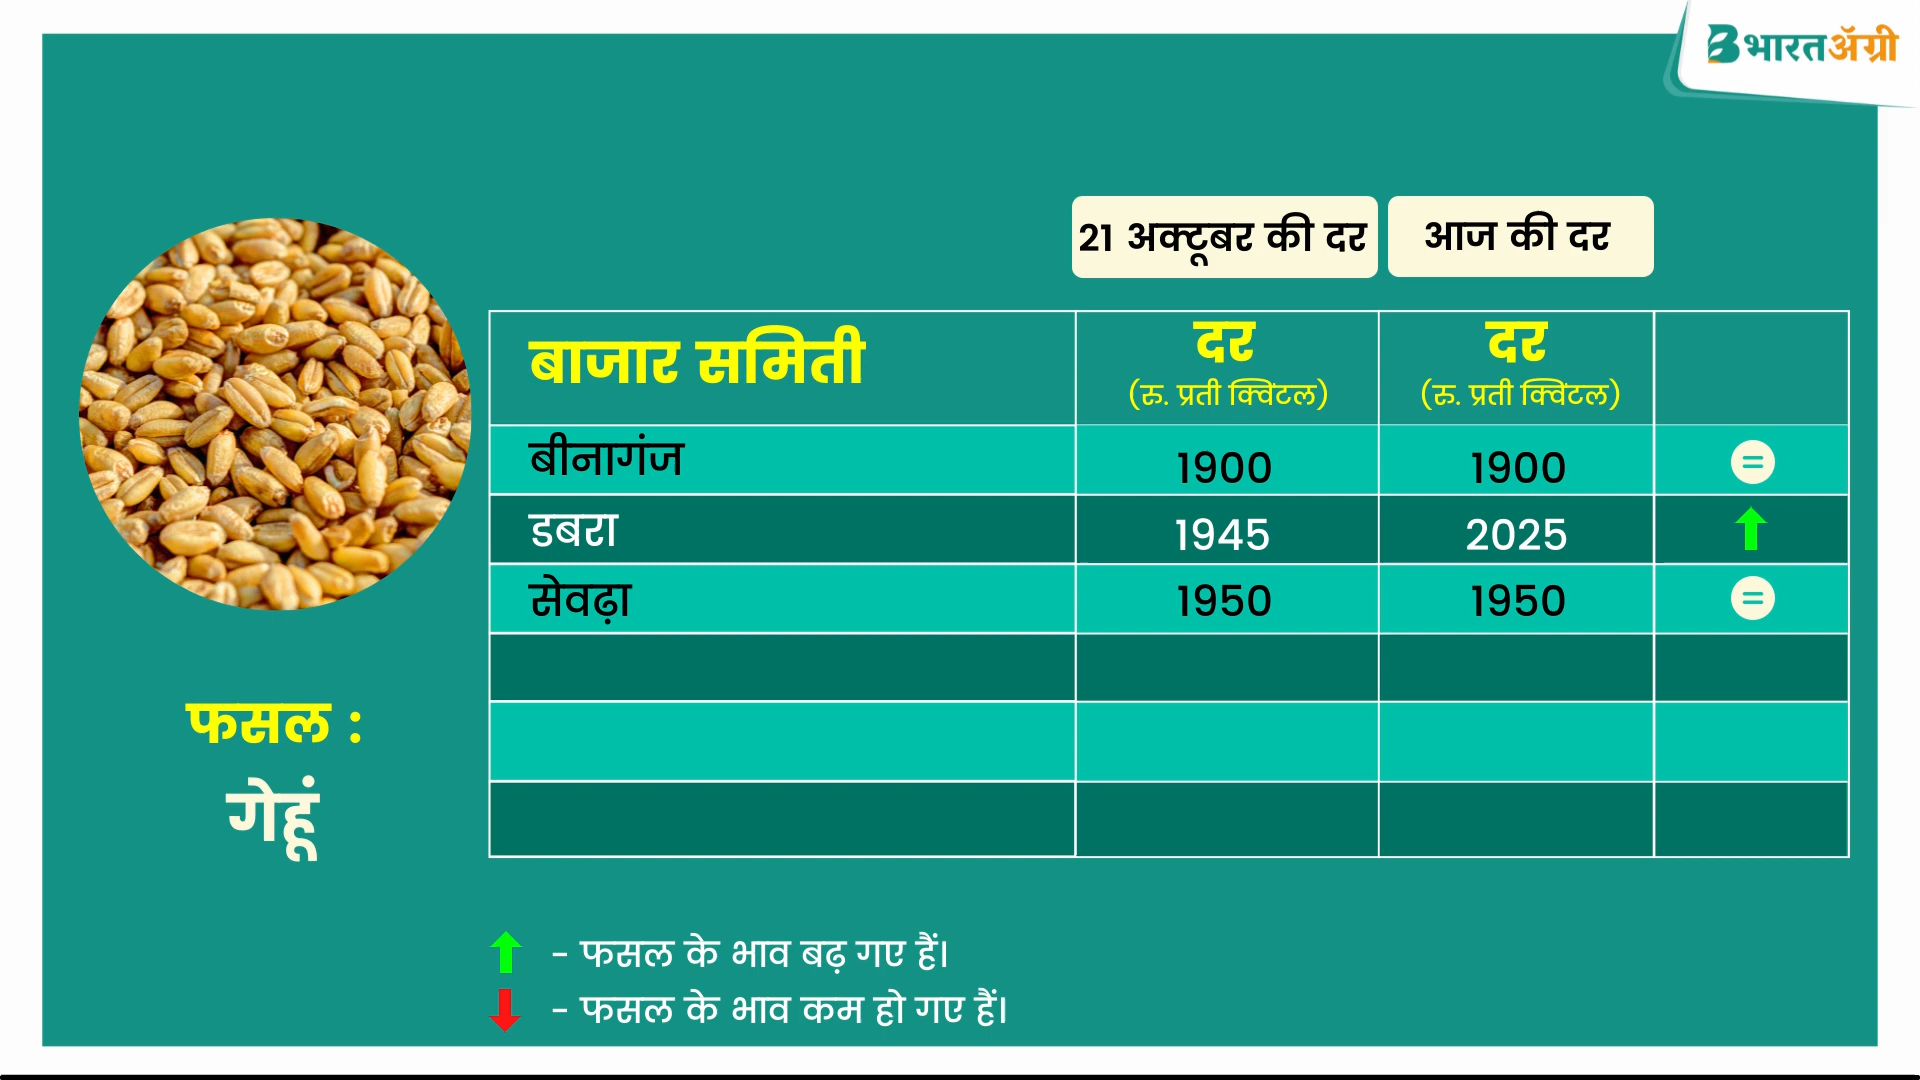 भारतॲग्री
21 अक्टूबर की दर
आज की दर
बाजार समिती
दर
(रु. प्रती क्विंटल)
दर
(रु. प्रती क्विंटल)
बीनागंज 1900 1900 =
डबरा 1945 2025
सेवढ़ा 1950 1950 =
फसल :
गेहूं
- फसल के भाव बढ़ गए हैं।
- फसल के भाव कम हो गए हैं।